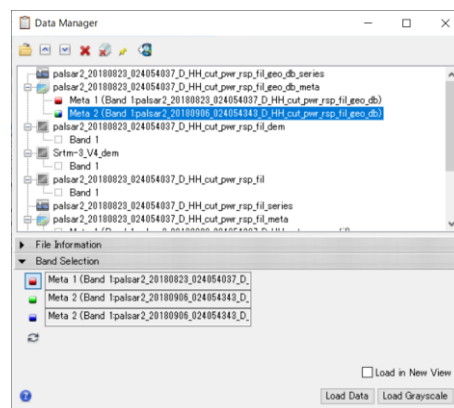 Data Manager
palsar2_20180823_024054037_D_HH_cut_pwr_rsp_fil_geo_db_series
palsar2_20180823_024054037_D_HH_cut_pwr_rsp_fil_geo_db_meta
Meta 1 (Band 1:palsar2_20180823_024054037_D_HH_cut_pwr_rsp_fil_geo_db)
Meta 2 (Band 1:palsar2_20180906_024054343_D_HH_cut_pwr_rsp_fil_geo_db)
palsar2_20180823_024054037_D_HH_cut_pwr_rsp_fil_dem
Band 1
Srtm-3_V4_dem
Band 1
palsar2_20180823_024054037_D_HH_cut_pwr_rsp_fil
Band 1
palsar2_20180823_024054037_D_HH_cut_pwr_rsp_fil_series
palsar2_20180823_024054037_D_HH_cut_pwr_rsp_fil_meta
File Information
Band Selection
Meta 1 (Band 1:palsar2_20180823_024054037_D_
Meta 2 (Band 1:palsar2_20180906_024054343_D_
Meta 2 (Band 1:palsar2_20180906_024054343_D_
Load in New View
Load Data
Load Grayscale